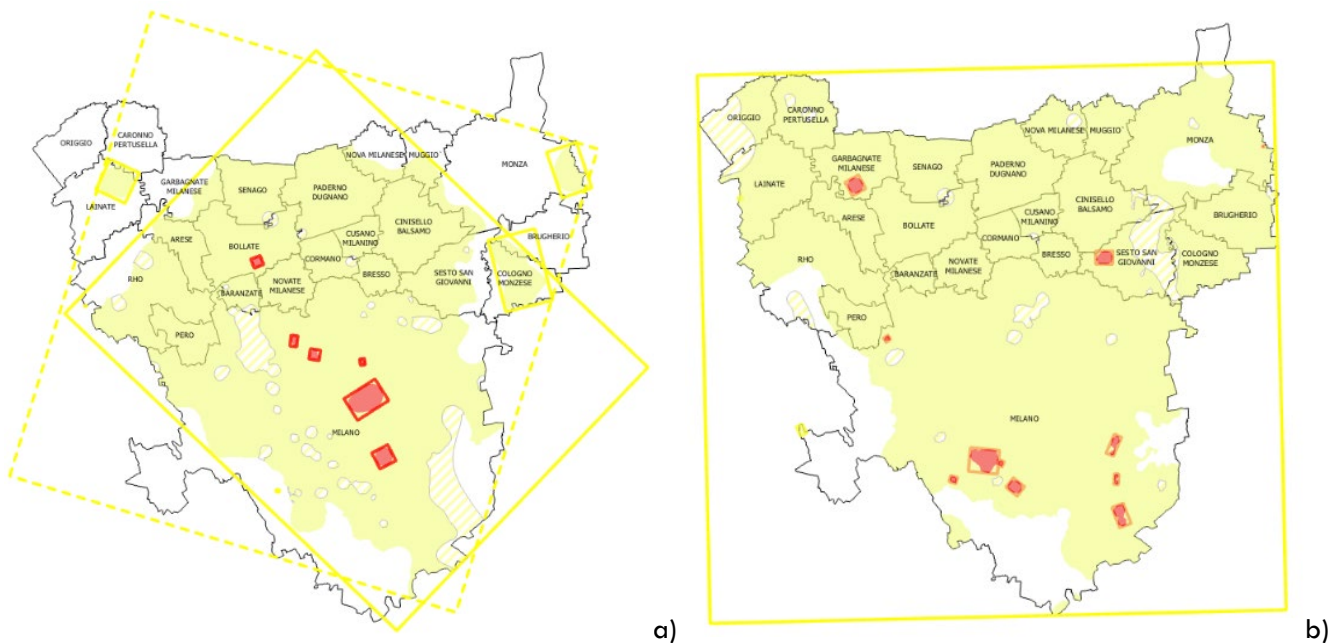 ORIGGIO
CARONNO
PERTUSELLA
LAINATE
GARBAGNATE
MILANESE
SENAGO
PADERNO
DUGNANO
NOVA MILANESE
MUGGIO
MONZA
ARESE
BOLLATE
CUSANO
MILANINO
CINISELLO
BALSAMO
BRUGHERIO
RHO
CORMANO
BRESSO
SESTO SAN
GIOVANNI
COLOGNO
MONZESE
BARANZATE
NOVATE
MILANESE
PERO
MILANO
a)
ORIGGIO
CARONNO
PERTUSELLA
NOVA MILANESE
MUGGIO
MONZA
LAINATE
GARBAGNATE
MILANESE
SENAGO
PADERNO
DUGNANO
CINISELLO
BALSAMO
BRUGHERIO
ARESE
BOLLATE
CUSANO
MILANINO
CORMANO
RHO
BRESSO
SESTO SAN
GIOVANNI
COLOGNO
MONZESE
BARANZATE
NOVATE
MILANESE
PERO
MILANO
b)